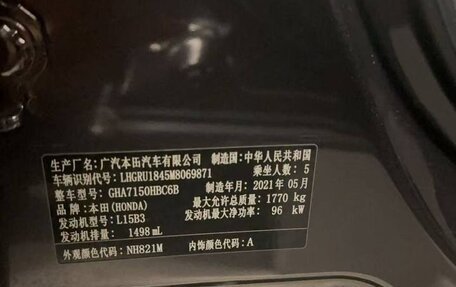 生产厂名：广汽本田汽车有限公司 制造国：中华人民共和国
车辆识别代号：LHGRU1845M8069871 乘坐人数：5
整车型号：GHA7150HBC6B 制造年月：2021年05月
品牌：本田(HONDA) 最大允许总质量：1770 kg
发动机型号：L15B3 发动机最大净功率：96 kW
发动机排量：1498 mL
外观颜色代码：NH821M 内饰颜色代码：A